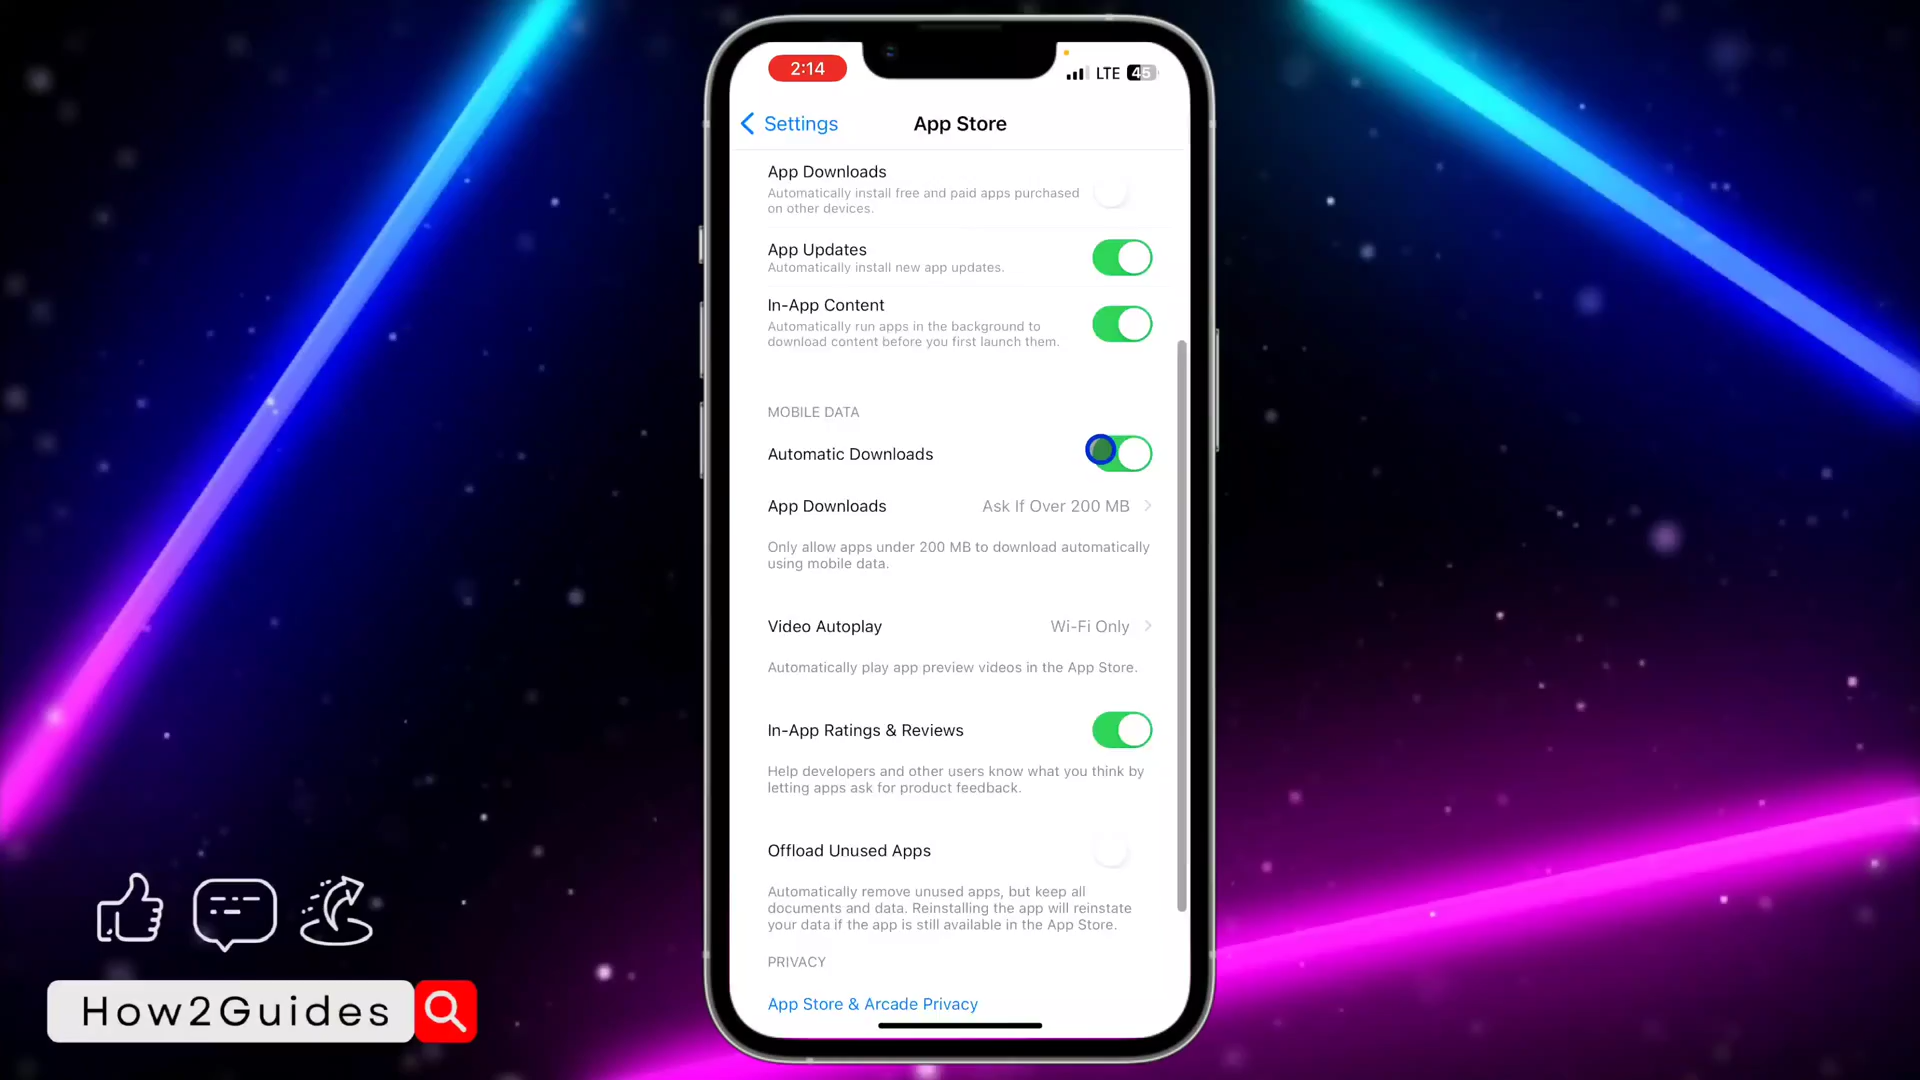 2:14
LTE 45
Settings
App Store
App Downloads
Automatically install free and paid apps purchased
on other devices.
App Updates
Automatically install new app updates.
In-App Content
Automatically run apps in the background to
download content before you first launch them.
MOBILE DATA
Automatic Downloads
App Downloads Ask If Over 200 MB
Only allow apps under 200 MB to download automatically
using mobile data.
Video Autoplay Wi-Fi Only
Automatically play app preview videos in the App Store.
In-App Ratings & Reviews
Help developers and other users know what you think by
letting apps ask for product feedback.
Offload Unused Apps
Automatically remove unused apps, but keep all
documents and data. Reinstalling the app will reinstate
your data if the app is still available in the App Store.
PRIVACY
App Store & Arcade Privacy
How2Guides